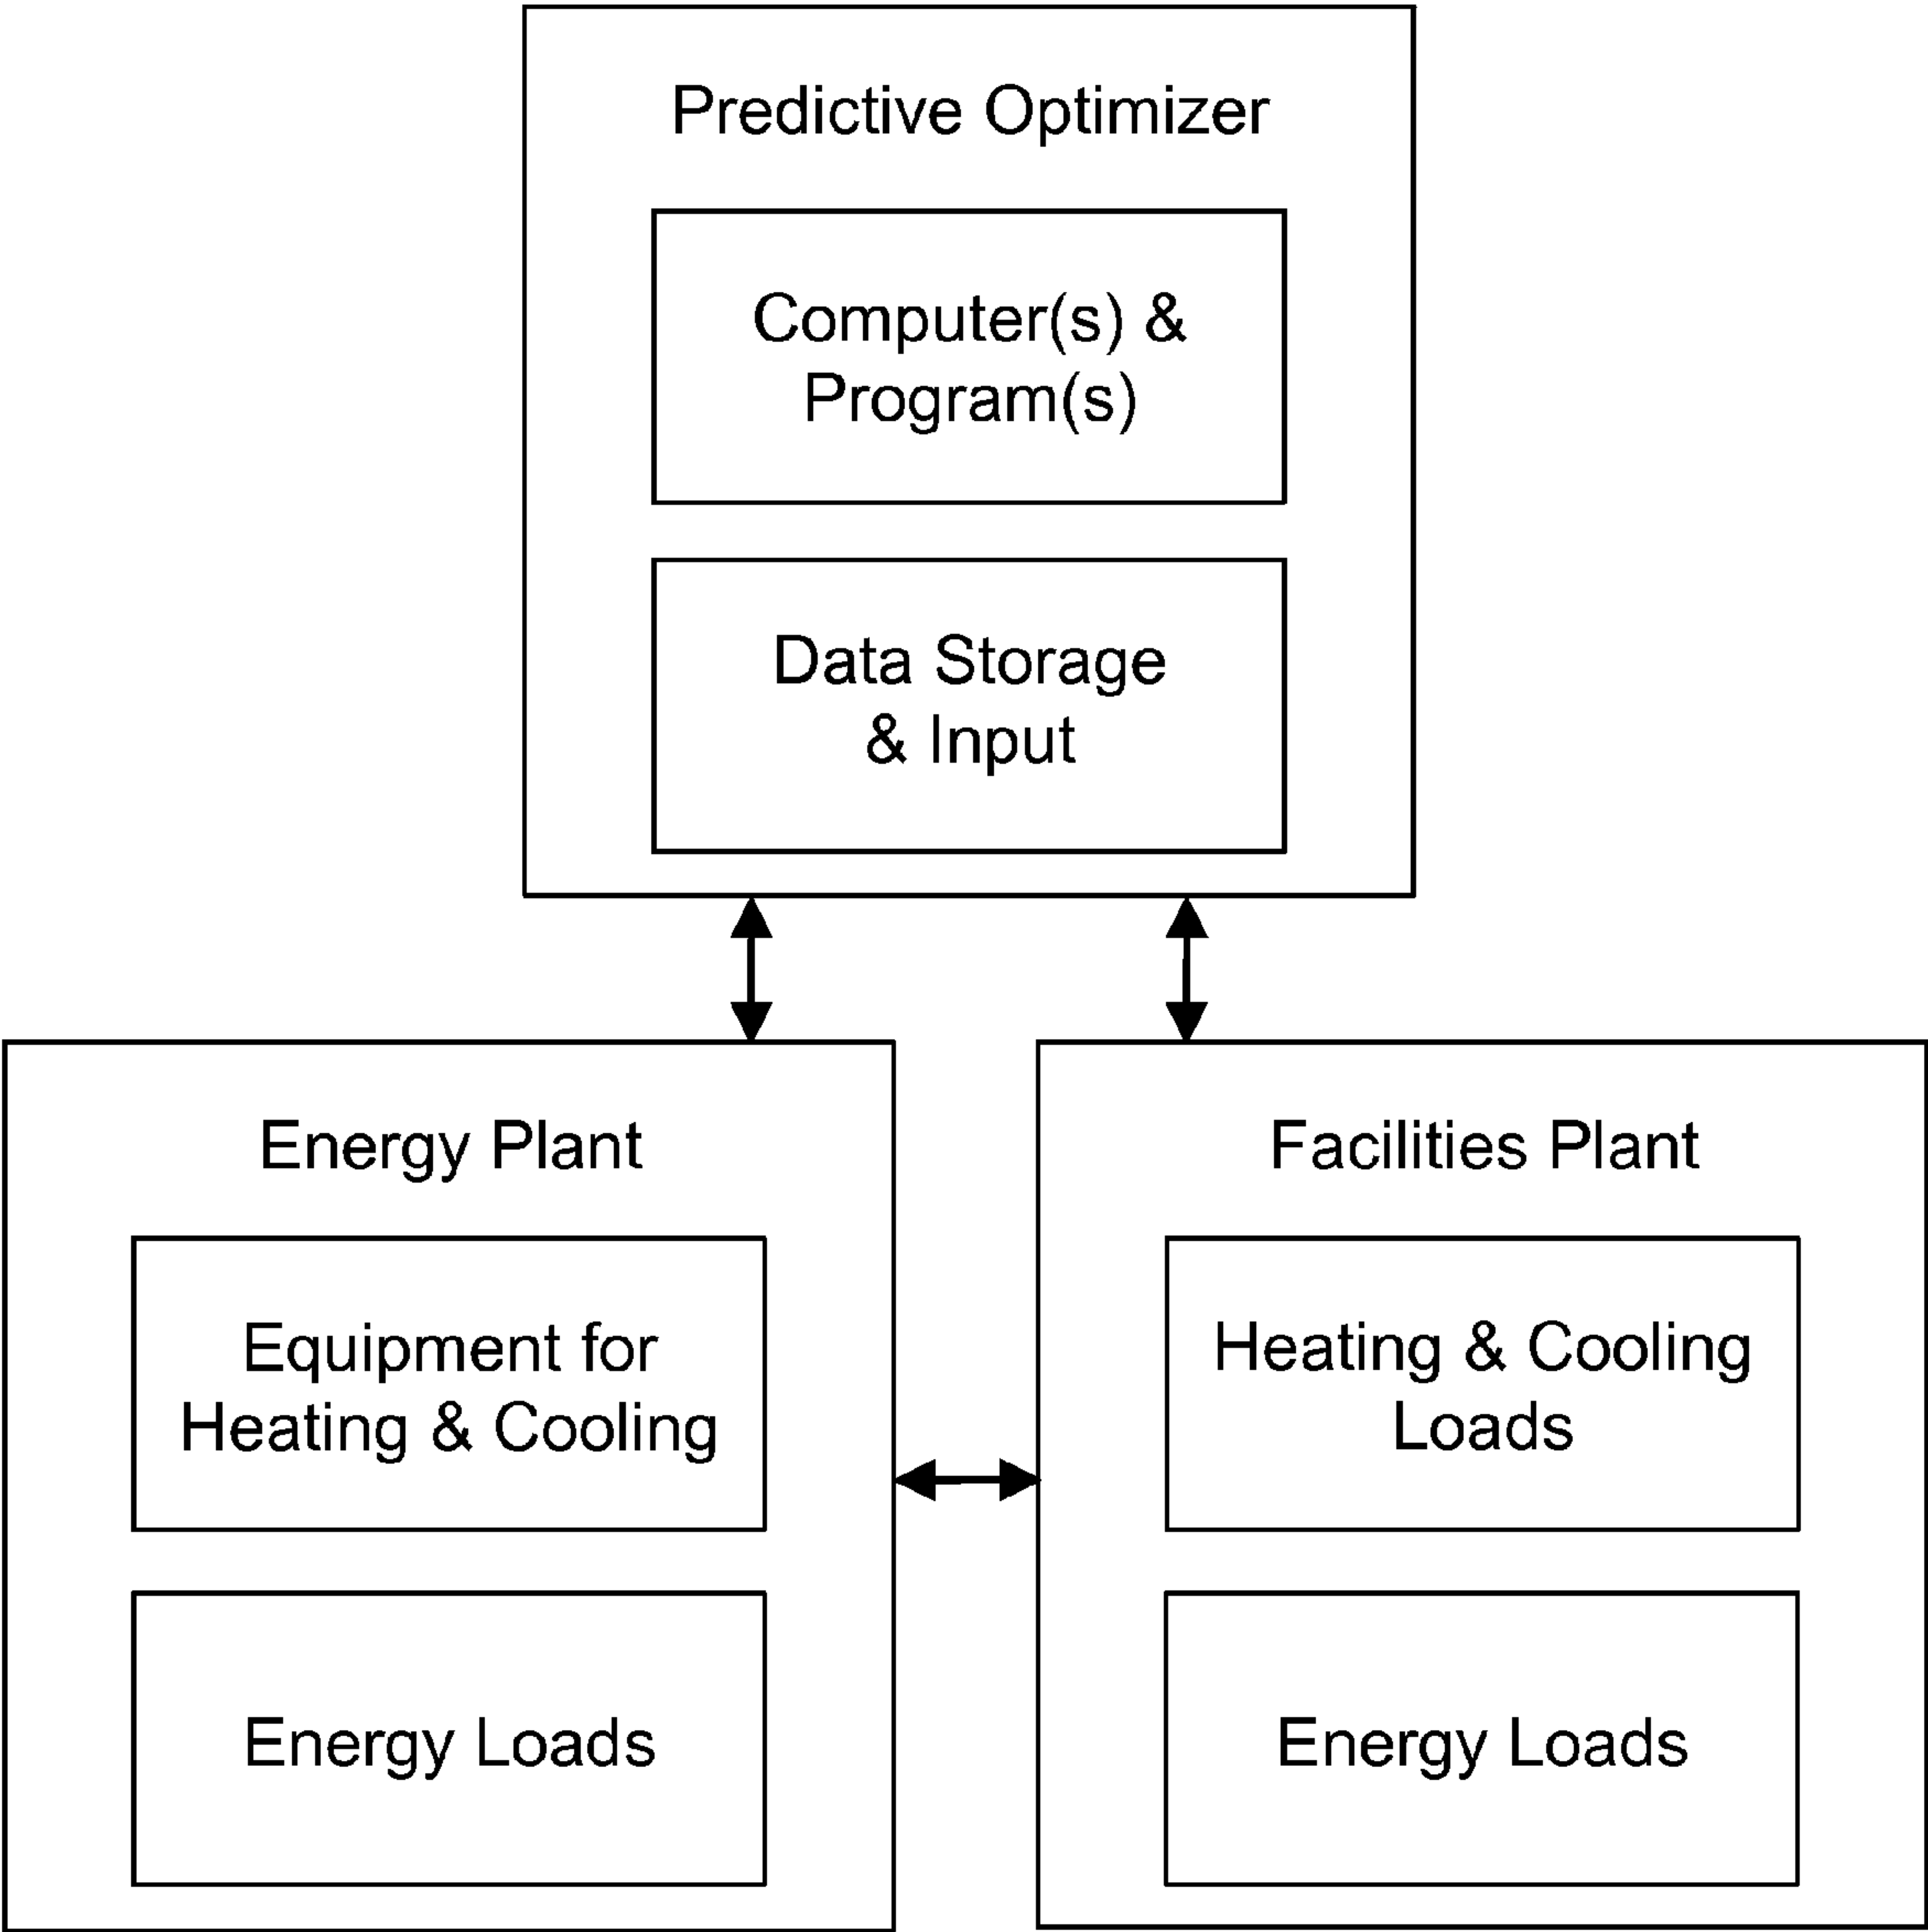 Predictive Optimizer
Computer(s) &
Program(s)
Data Storage
& Input
Energy Plant
Equipment for
Heating & Cooling
Energy Loads
Facilities Plant
Heating & Cooling
Loads
Energy Loads